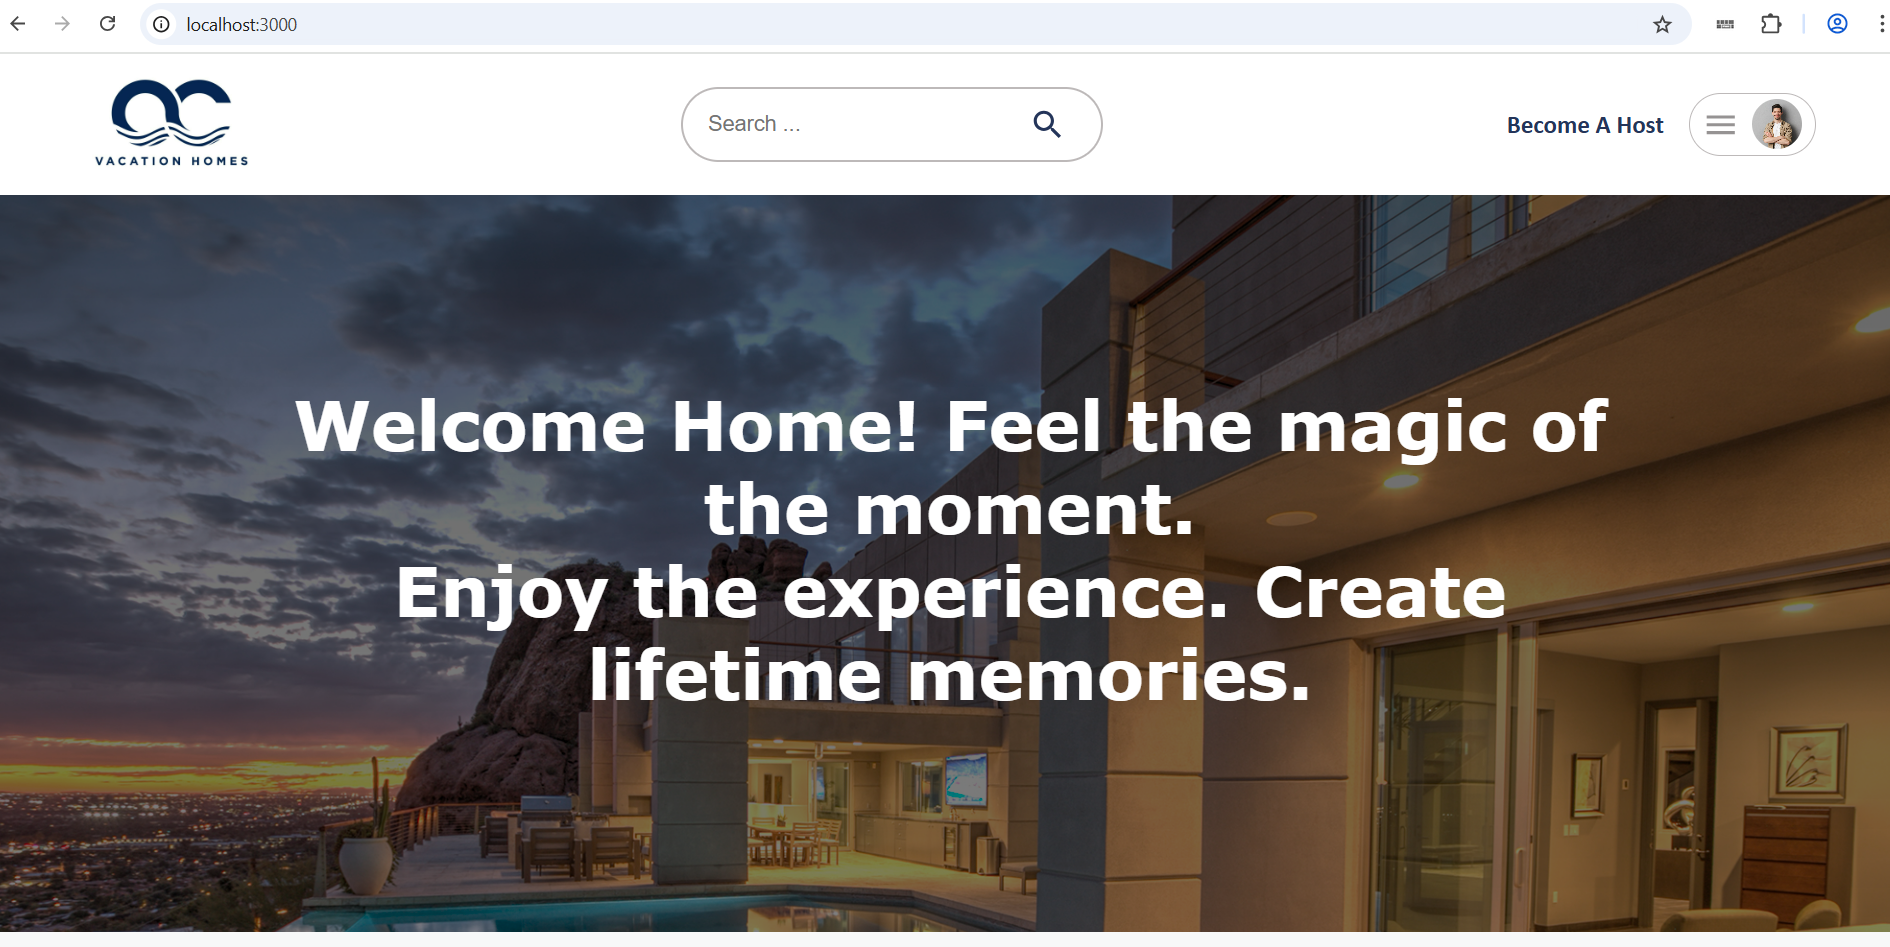 localhost:3000
OC
VACATION HOMES
Search ...
Become A Host
Welcome Home! Feel the magic of
the moment.
Enjoy the experience. Create
lifetime memories.